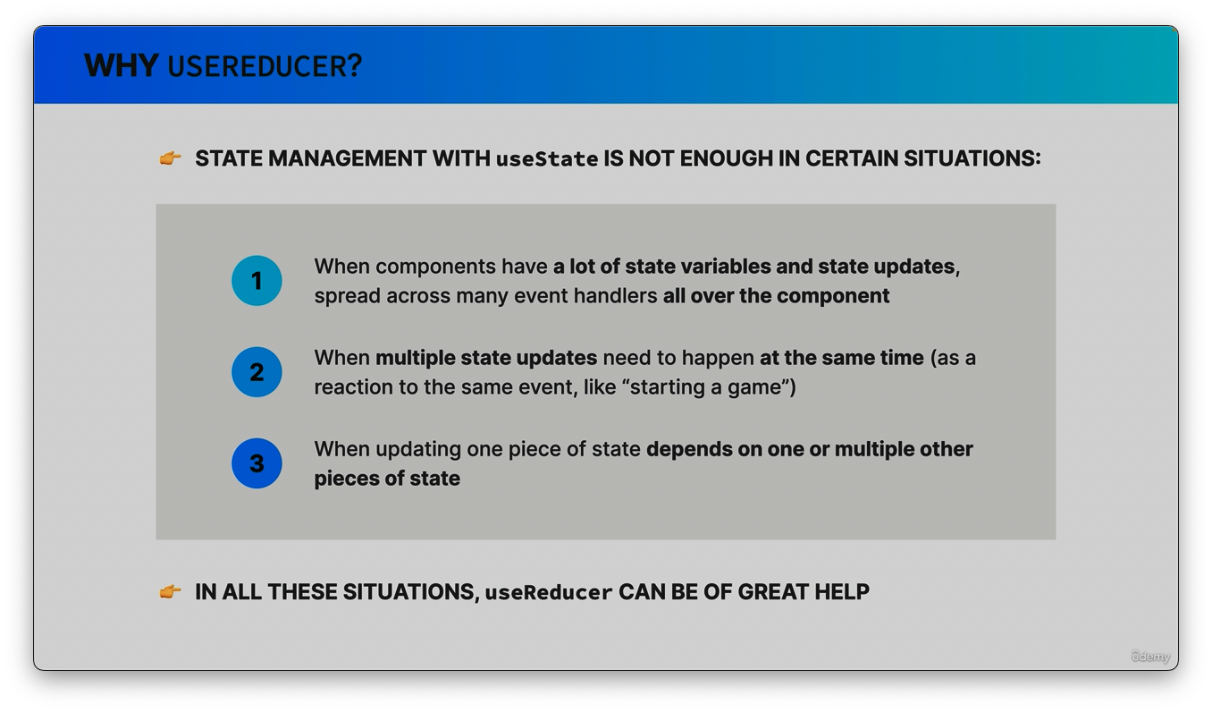 WHY USEREDUCER?
👉 STATE MANAGEMENT WITH useState IS NOT ENOUGH IN CERTAIN SITUATIONS:
1 When components have a lot of state variables and state updates,
spread across many event handlers all over the component
2 When multiple state updates need to happen at the same time (as a
reaction to the same event, like “starting a game”)
3 When updating one piece of state depends on one or multiple other
pieces of state
👉 IN ALL THESE SITUATIONS, useReducer CAN BE OF GREAT HELP
ûdemy